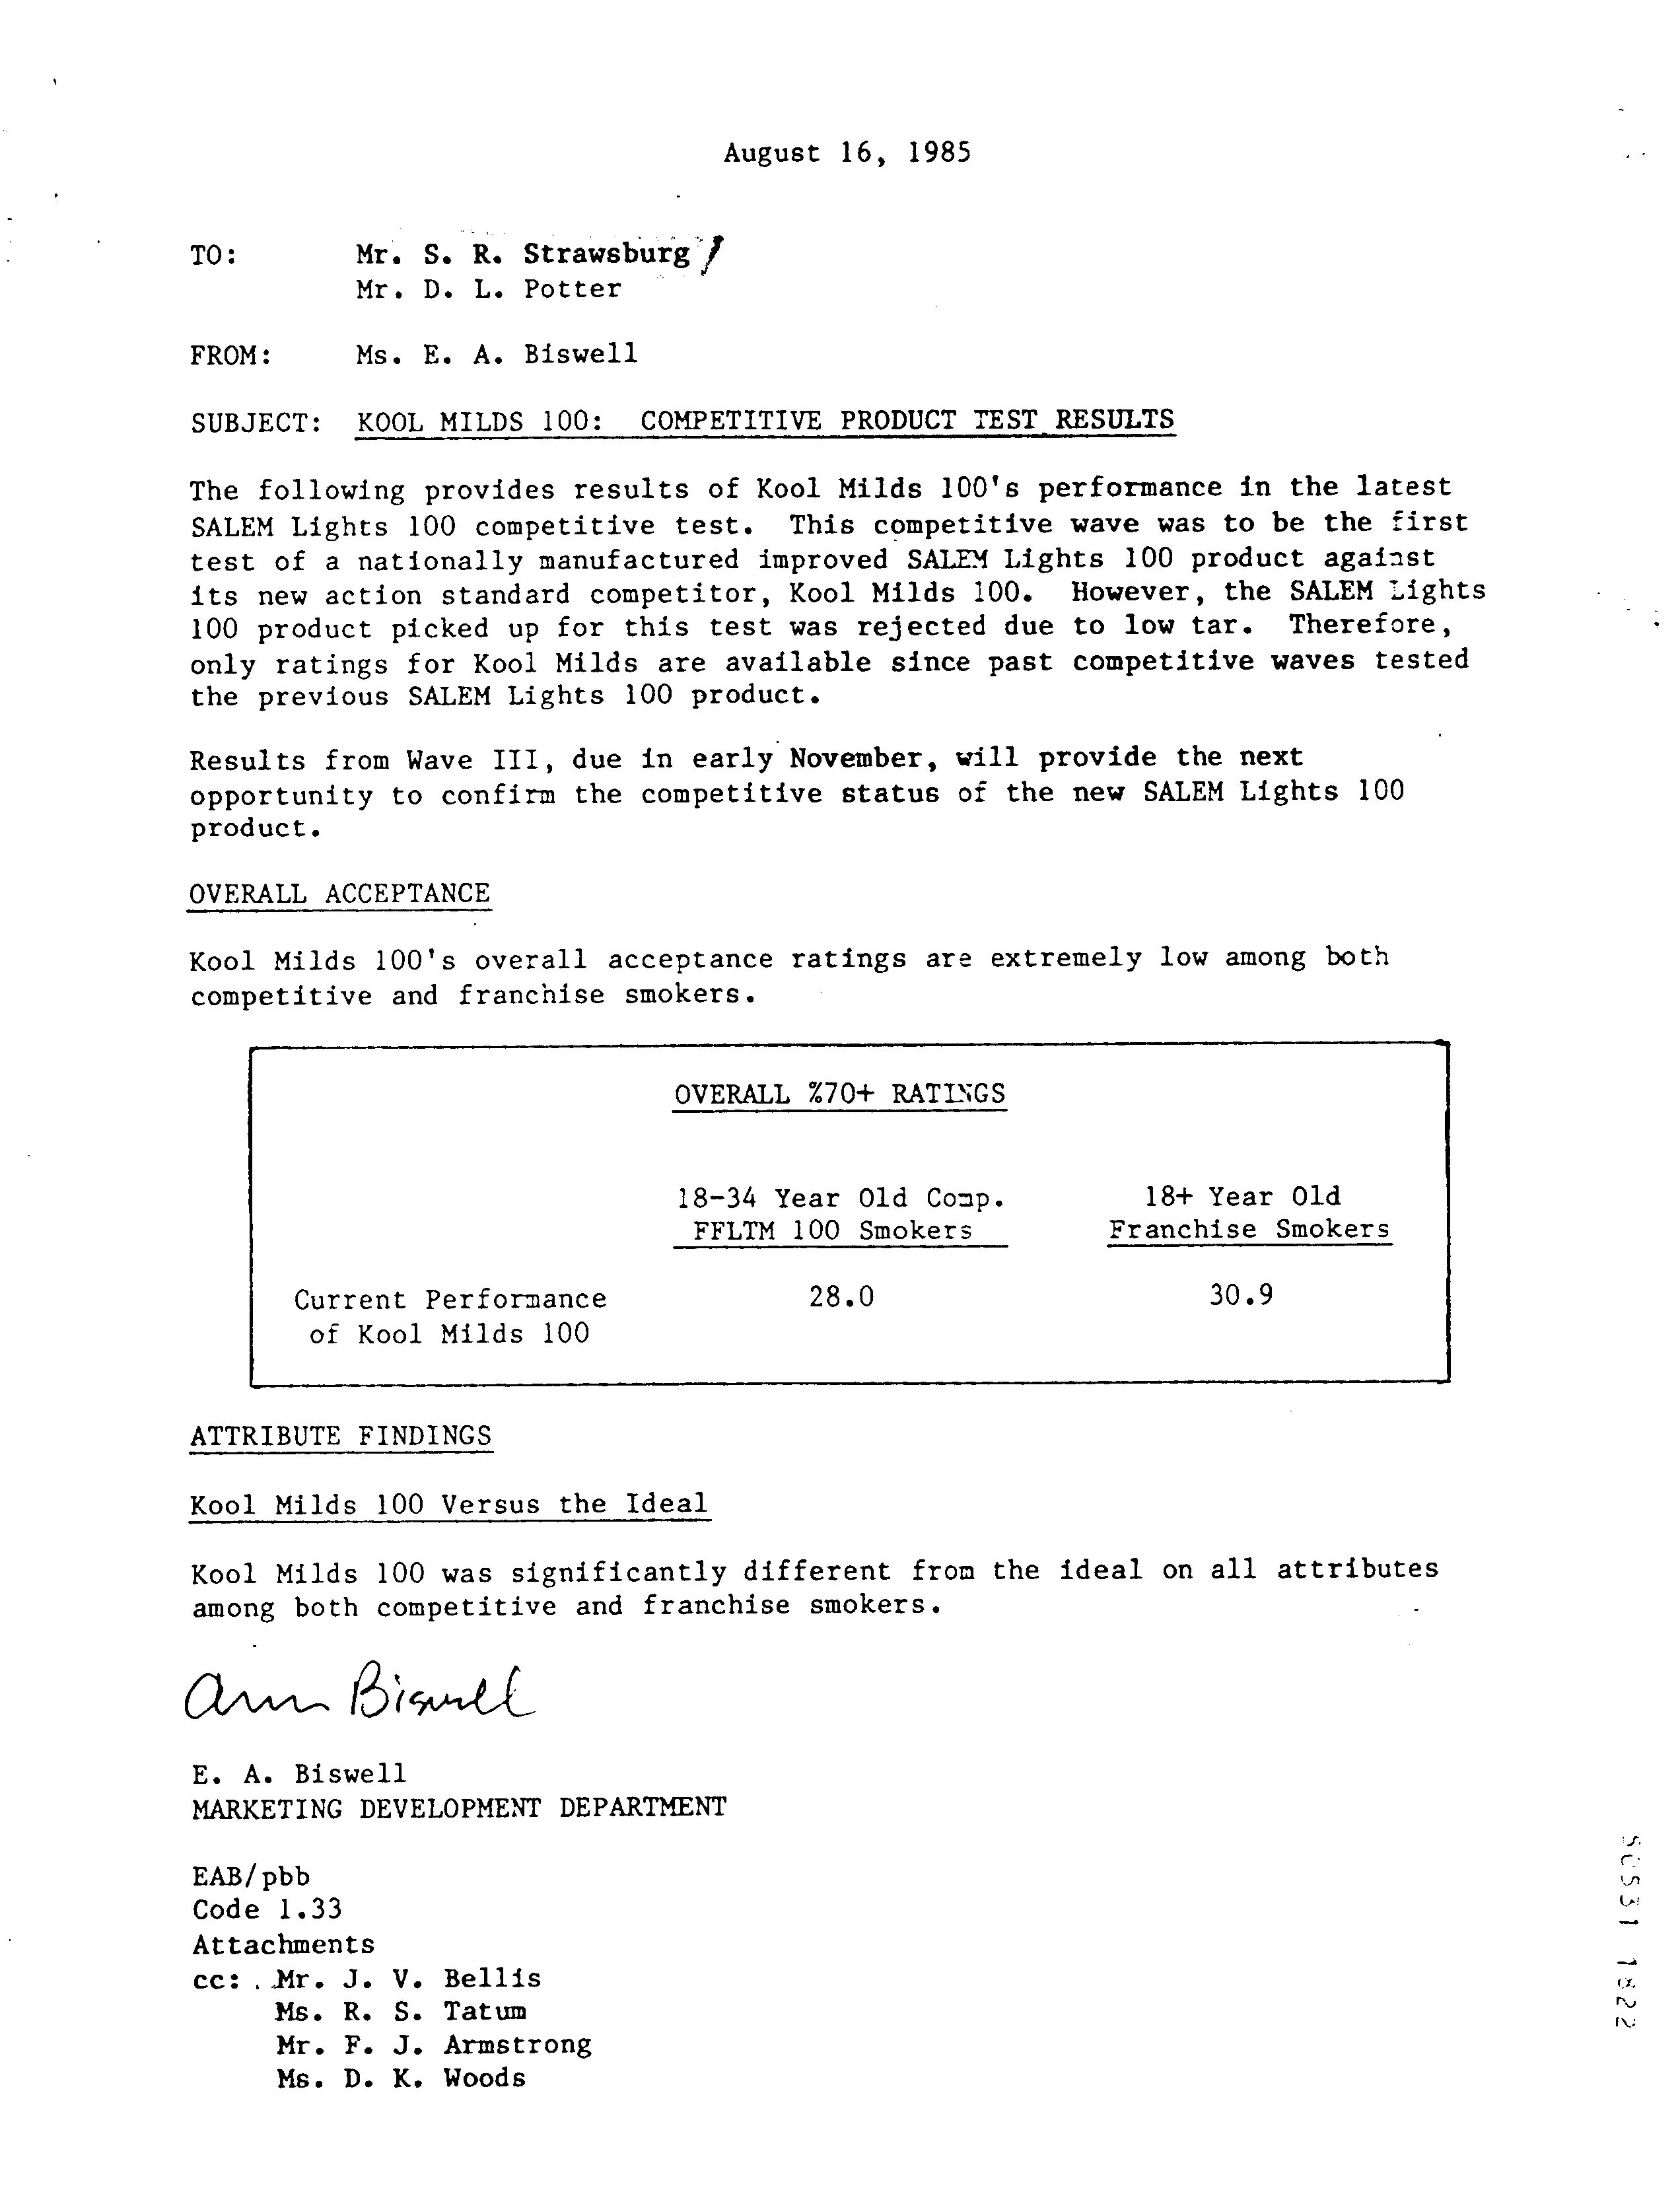 August 16, 1985
TO: Mr. S. R. Strawsburg /
Mr. D. L. Potter
FROM: Ms. E. A. Biswell
SUBJECT: KOOL MILDS 100: COMPETITIVE PRODUCT TEST RESULTS
The following provides results of Kool Milds 100's performance in the latest
SALEM Lights 100 competitive test. This competitive wave was to be the first
test of a nationally manufactured improved SALEM Lights 100 product against
its new action standard competitor, Kool Milds 100. However, the SALEM Lights
100 product picked up for this test was rejected due to low tar. Therefore,
only ratings for Kool Milds are available since past competitive waves tested
the previous SALEM Lights 100 product.
Results from Wave III, due in early November, will provide the next
opportunity to confirm the competitive status of the new SALEM Lights 100
product.
OVERALL ACCEPTANCE
Kool Milds 100's overall acceptance ratings are extremely low among both
competitive and franchise smokers.
OVERALL %70+ RATINGS
18-34 Year Old Comp. 18+ Year Old
FFLTM 100 Smokers Franchise Smokers
Current Performance 28.0 30.9
of Kool Milds 100
ATTRIBUTE FINDINGS
Kool Milds 100 Versus the Ideal
Kool Milds 100 was significantly different from the ideal on all attributes
among both competitive and franchise smokers.
Ann Biswell
E. A. Biswell
MARKETING DEVELOPMENT DEPARTMENT
EAB/pbb
Code 1.33
Attachments
cc: Mr. J. V. Bellis
Ms. R. S. Tatum
Mr. F. J. Armstrong
Ms. D. K. Woods
50531 1822